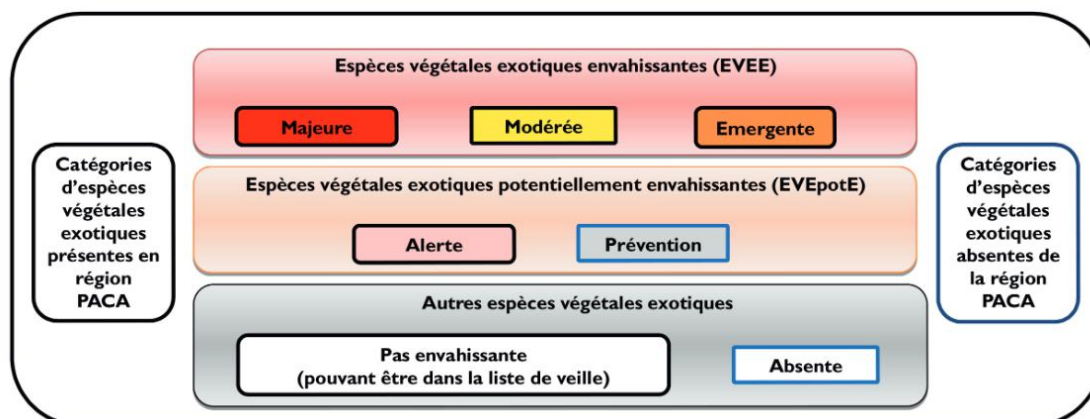 Espèces végétales exotiques envahissantes (EVEE)
Majeure
Modérée
Emergente
Catégories
d'espèces
végétales
exotiques
présentes en
région
PACA
Espèces végétales exotiques potentiellement envahissantes (EVEpotE)
Alerte
Prévention
Catégories
d'espèces
végétales
exotiques
absentes de
la région
PACA
Autres espèces végétales exotiques
Pas envahissante
(pouvant être dans la liste de veille)
Absente